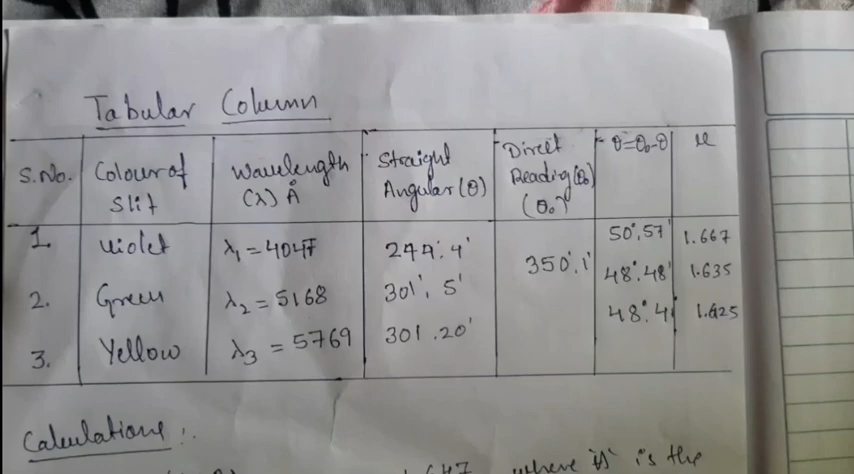 Tabular Column
S.No. Colour of Slit Wavelength (λ) Å Straight Angular (θ) Direct Reading (θ₀) (θ₀) θ=θ₀-θ μ
1. Violet λ₁ = 4047 244°. 4' 350°.1' 50°.57' 1.667
2. Green λ₂ = 5168 301°, 5' 48°.48' 1.635
3. Yellow λ₃ = 5769 301 .20' 48°.4' 1.625
Calculations :.
where is the